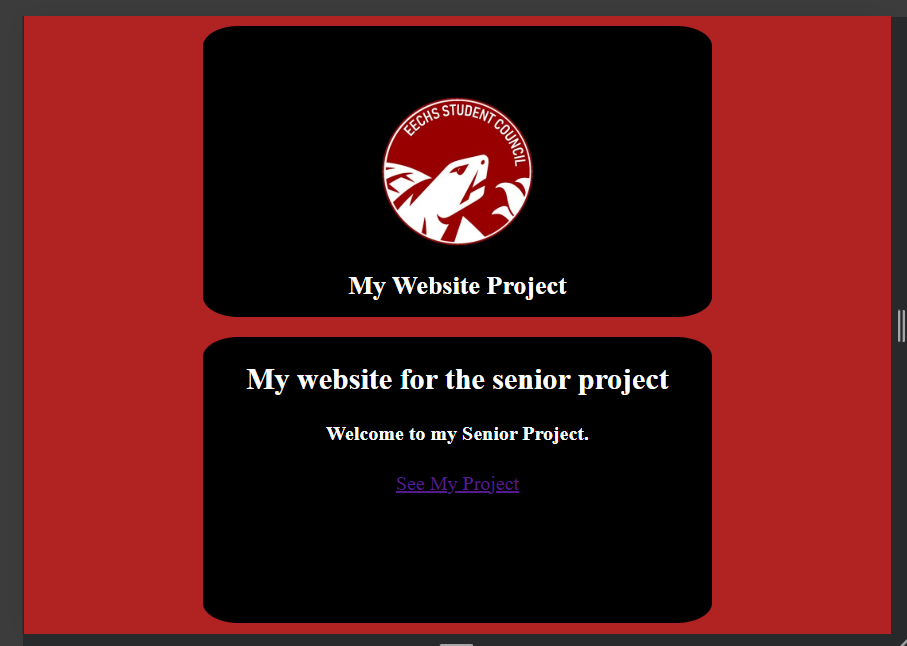 EECHS STUDENT COUNCIL
My Website Project
My website for the senior project
Welcome to my Senior Project.
See My Project